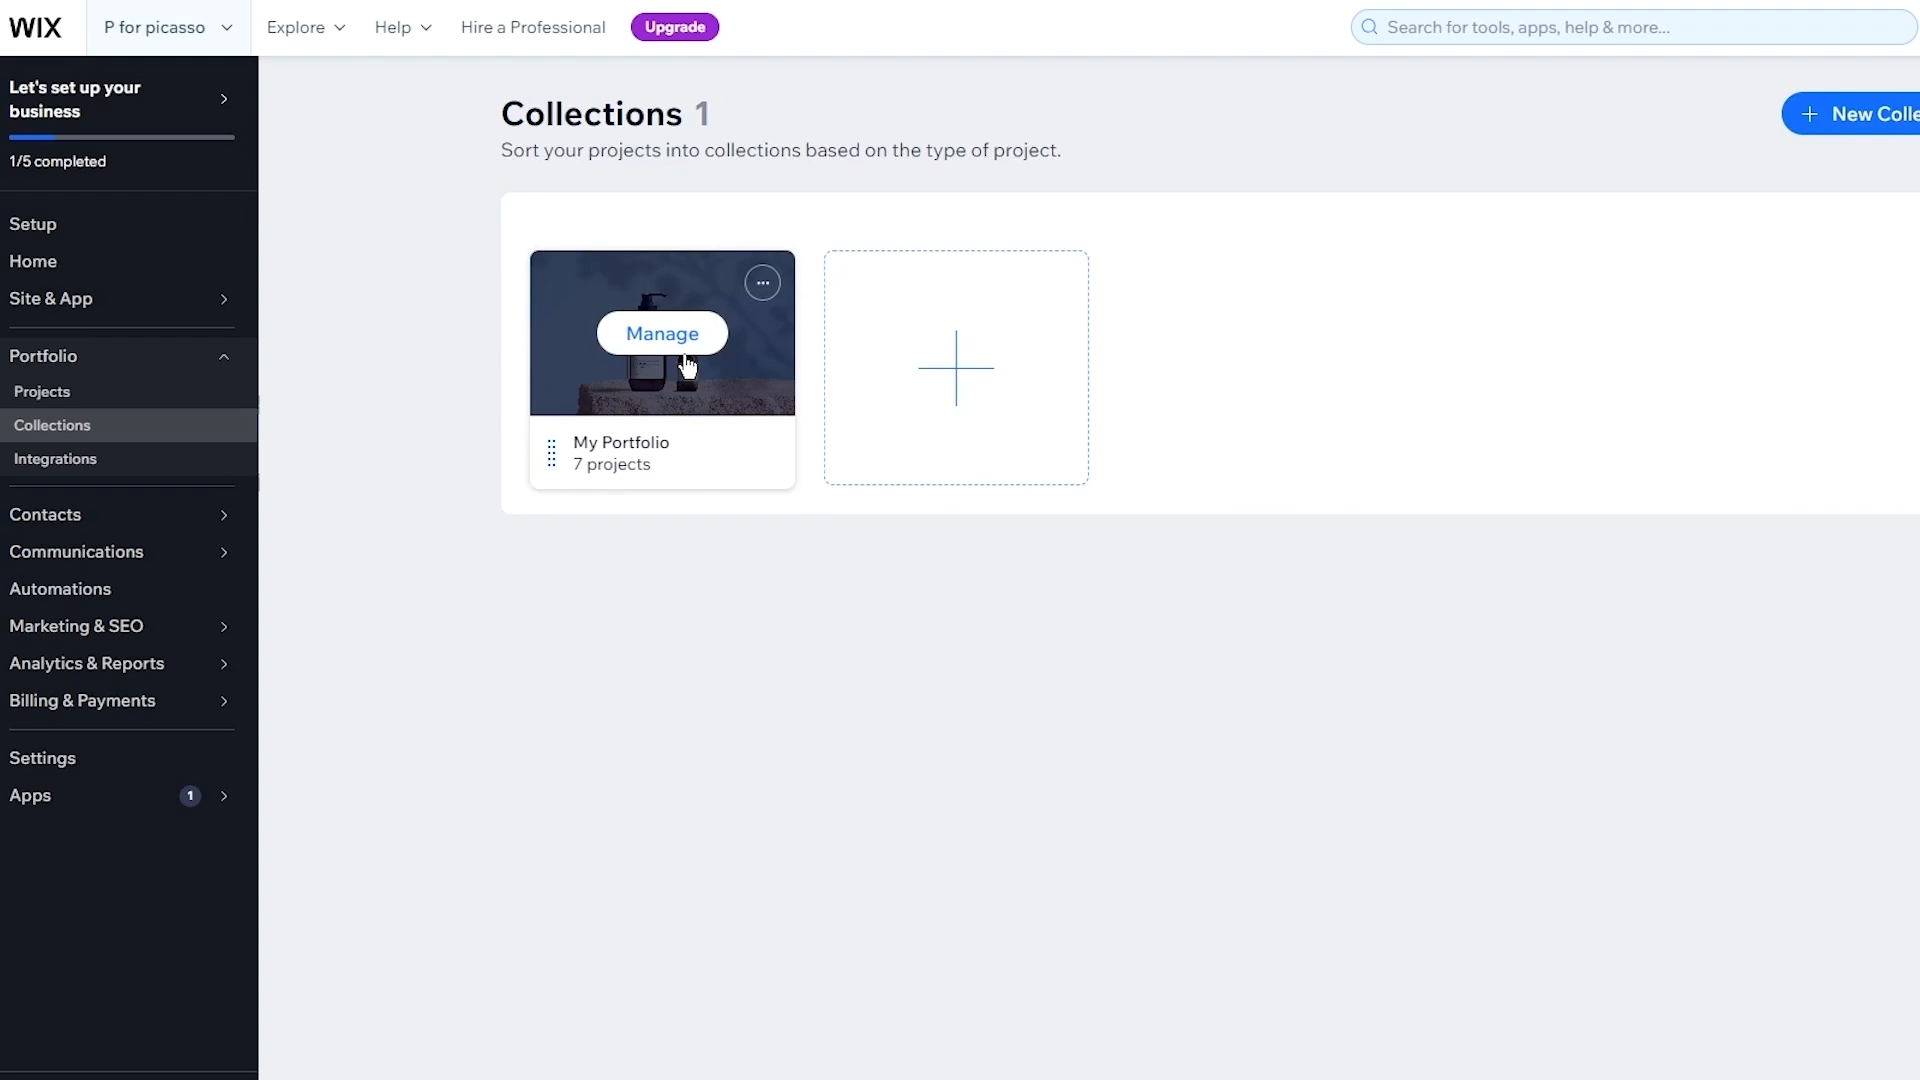 WIX
P for picasso
Explore
Help
Hire a Professional
Upgrade
Search for tools, apps, help & more...
Let's set up your
business
1/5 completed
Setup
Home
Site & App
Portfolio
Projects
Collections
Integrations
Contacts
Communications
Automations
Marketing & SEO
Analytics & Reports
Billing & Payments
Settings
Apps
1
Collections 1
Sort your projects into collections based on the type of project.
+ New Colle
...
Manage
My Portfolio
7 projects